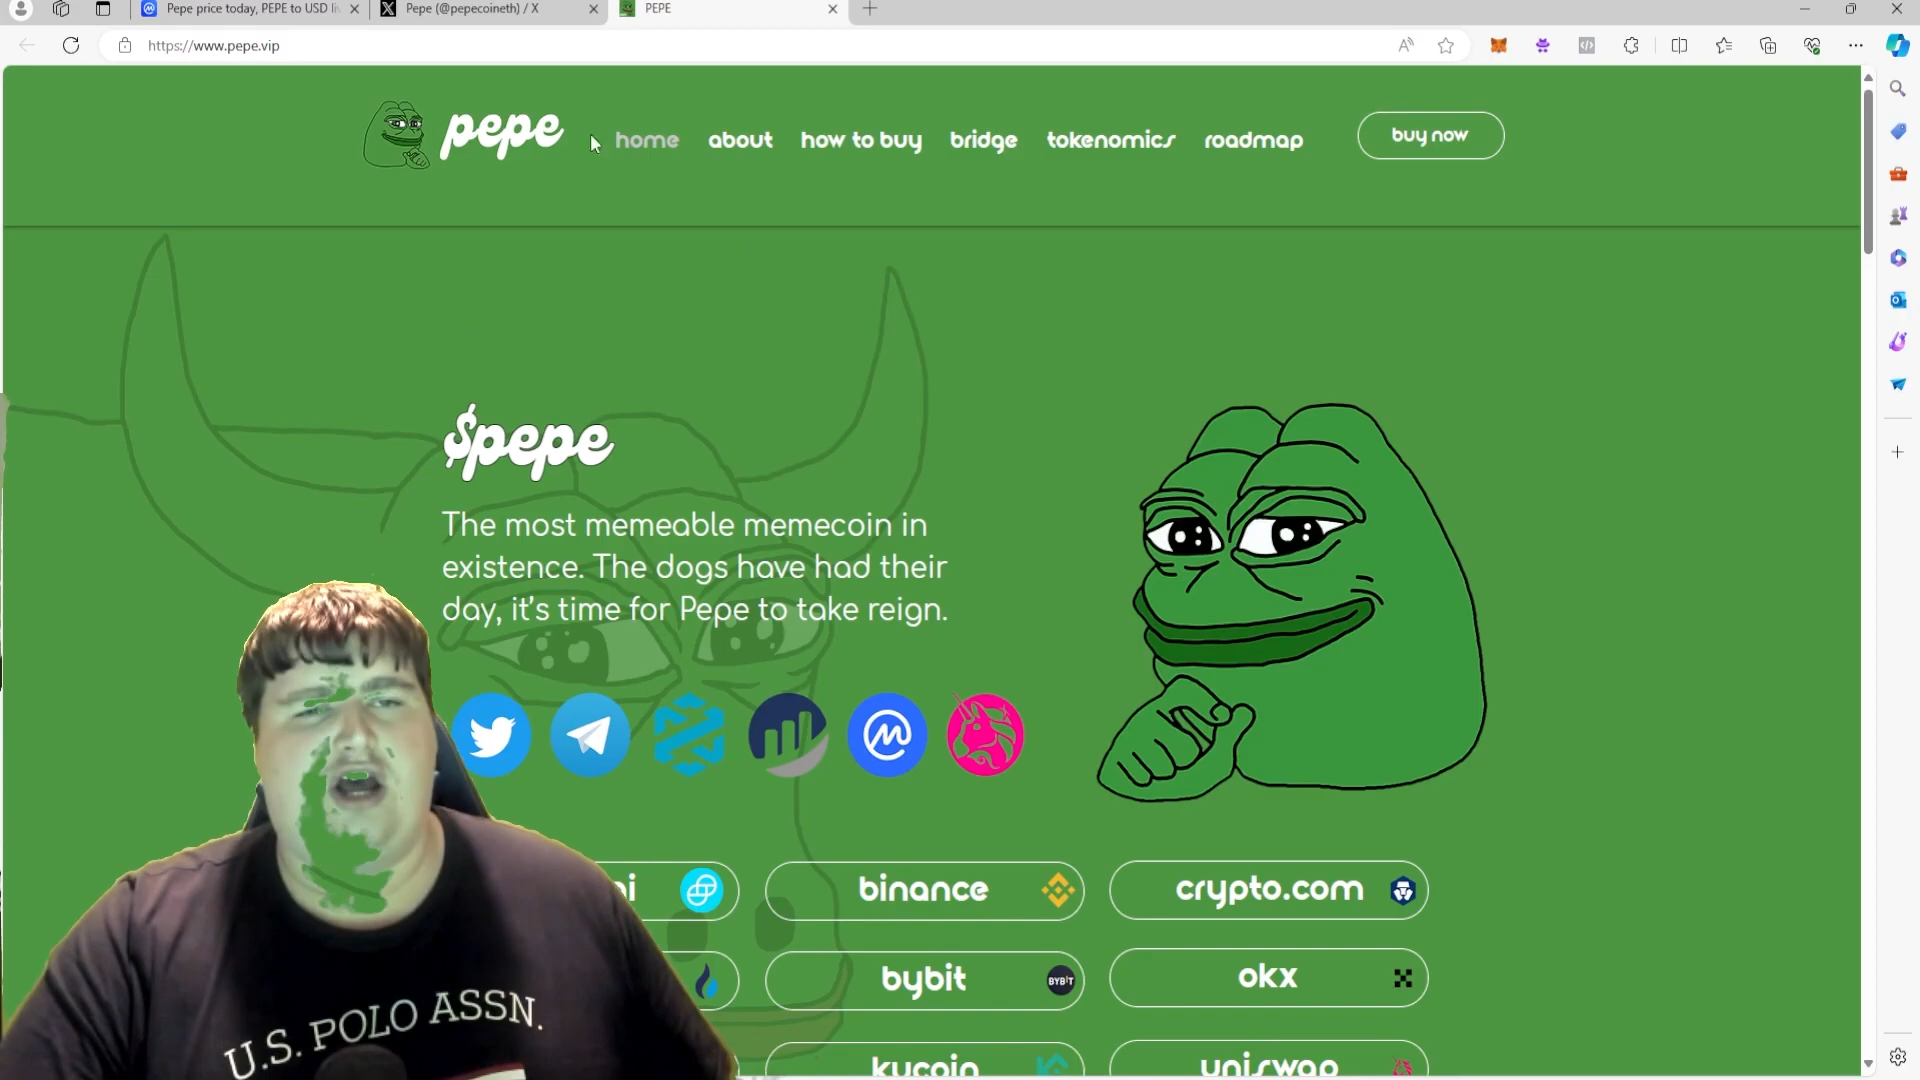 Pepe price today, PEPE to USD li
Pepe (@pepecoineth) / X
PEPE
https://www.pepe.vip
pepe
home
about
how to buy
bridge
tokenomics
roadmap
buy now
$pepe
The most memeable memecoin in
existence. The dogs have had their
day, it's time for Pepe to take reign.
binance
crypto.com
bybit
BYBIT
okx
kucoin
uniswap
U.S. POLO ASSN.